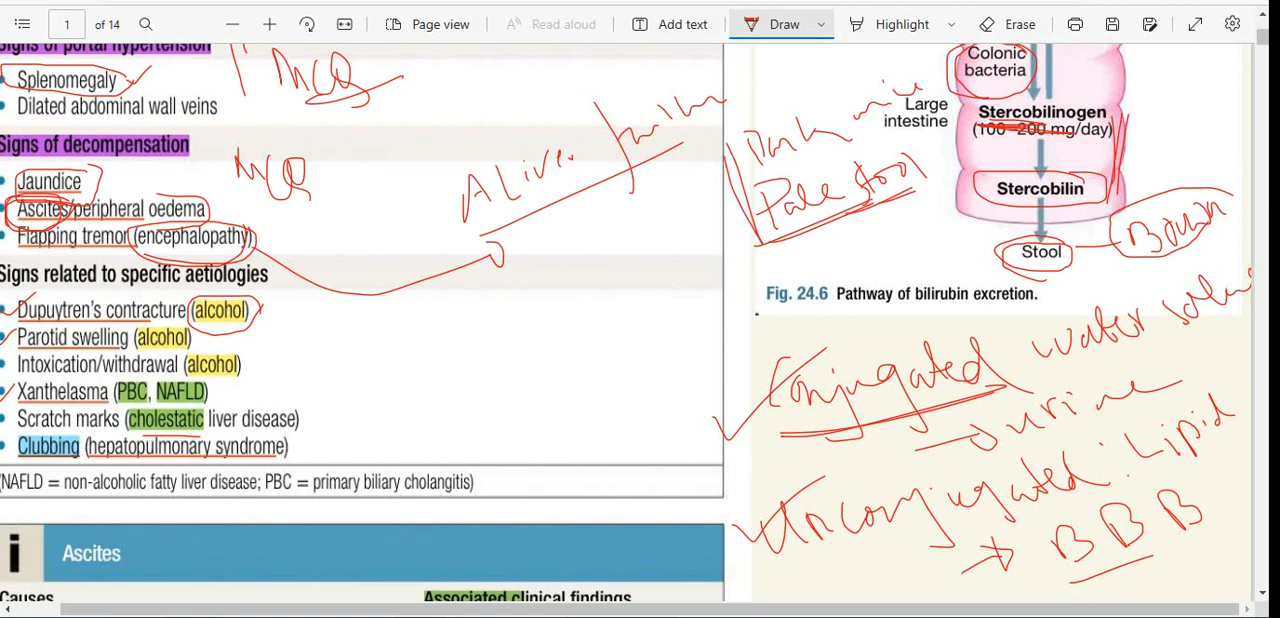 1 of 14 Page view Read aloud Add text Draw Highlight Erase
Signs of portal hypertension
• Splenomegaly
MCQ
• Dilated abdominal wall veins
Signs of decompensation
MCQ
• Jaundice
• Ascites/peripheral oedema
• Flapping tremor (encephalopathy)
Signs related to specific aetiologies
• Dupuytren's contracture (alcohol)
• Parotid swelling (alcohol)
• Intoxication/withdrawal (alcohol)
• Xanthelasma (PBC, NAFLD)
• Scratch marks (cholestatic liver disease)
• Clubbing (hepatopulmonary syndrome)
(NAFLD = non-alcoholic fatty liver disease; PBC = primary biliary cholangitis)
i Ascites
Causes Associated clinical findings
Colonic
bacteria
Large
intestine
Stercobilinogen
(100–200 mg/day)
Stercobilin
Stool
Dark
Pale stool
Fig. 24.6 Pathway of bilirubin excretion.
Conjugated water
urine
Unconjugated: Lipid
BBB